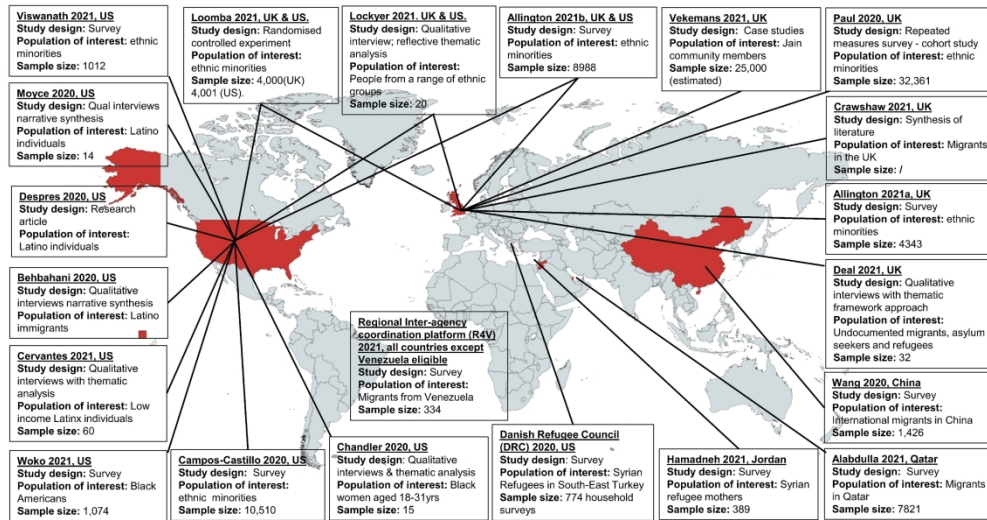 Viswanath 2021, US
Study design: Survey
Population of interest: ethnic
minorities
Sample size: 1012
Loomba 2021, UK & US.
Study design: Randomised
controlled experiment
Population of interest:
ethnic minorities
Sample size: 4,000(UK)
4,001 (US).
Lockyer 2021. UK & US.
Study design: Qualitative
interview; reflective thematic
analysis
Population of interest:
People from a range of ethnic
groups
Sample size: 20
Allington 2021b, UK & US
Study design: Survey
Population of interest: ethnic
minorities
Sample size: 8988
Vekemans 2021, UK
Study design: Case studies
Population of interest: Jain
community members
Sample size: 25,000
(estimated)
Paul 2020, UK
Study design: Repeated
measures survey - cohort study
Population of interest: ethnic
minorities
Sample size: 32,361
Moyce 2020, US
Study design: Qual interviews
narrative synthesis
Population of interest: Latino
individuals
Sample size: 14
Crawshaw 2021, UK
Study design: Synthesis of
literature
Population of interest: Migrants
in the UK
Sample size: /
Despres 2020, US
Study design: Research
article
Population of interest:
Latino individuals
Allington 2021a, UK
Study design: Survey
Population of interest: ethnic
minorities
Sample size: 4343
Behbahani 2020, US
Study design: Qualitative
interviews narrative synthesis
Population of interest: Latino
immigrants
Deal 2021, UK
Study design: Qualitative
interviews with thematic
framework approach
Population of interest:
Undocumented migrants, asylum
seekers and refugees
Sample size: 32
Regional Inter-agency
coordination platform (R4V)
2021, all countries except
Venezuela eligible
Study design: Survey
Population of interest:
Migrants from Venezuela
Sample size: 334
Cervantes 2021, US
Study design: Qualitative
interviews with thematic
analysis
Population of interest: Low
income Latinx individuals
Sample size: 60
Wang 2020, China
Study design: Survey
Population of interest:
International migrants in China
Sample size: 1,426
Woko 2021, US
Study design: Survey
Population of interest: Black
Americans
Sample size: 1,074
Campos-Castillo 2020, US
Study design: Survey
Population of interest:
ethnic minorities
Sample size: 10,510
Chandler 2020, US
Study design: Qualitative
interviews & thematic analysis
Population of interest: Black
women aged 18-31yrs
Sample size: 15
Danish Refugee Council
(DRC) 2020, US
Study design: Survey
Population of interest: Syrian
Refugees in South-East Turkey
Sample size: 774 household
surveys
Hamadneh 2021, Jordan
Study design: Survey
Population of interest: Syrian
refugee mothers
Sample size: 389
Alabdulla 2021, Qatar
Study design: Survey
Population of interest: Migrants
in Qatar
Sample size: 7821